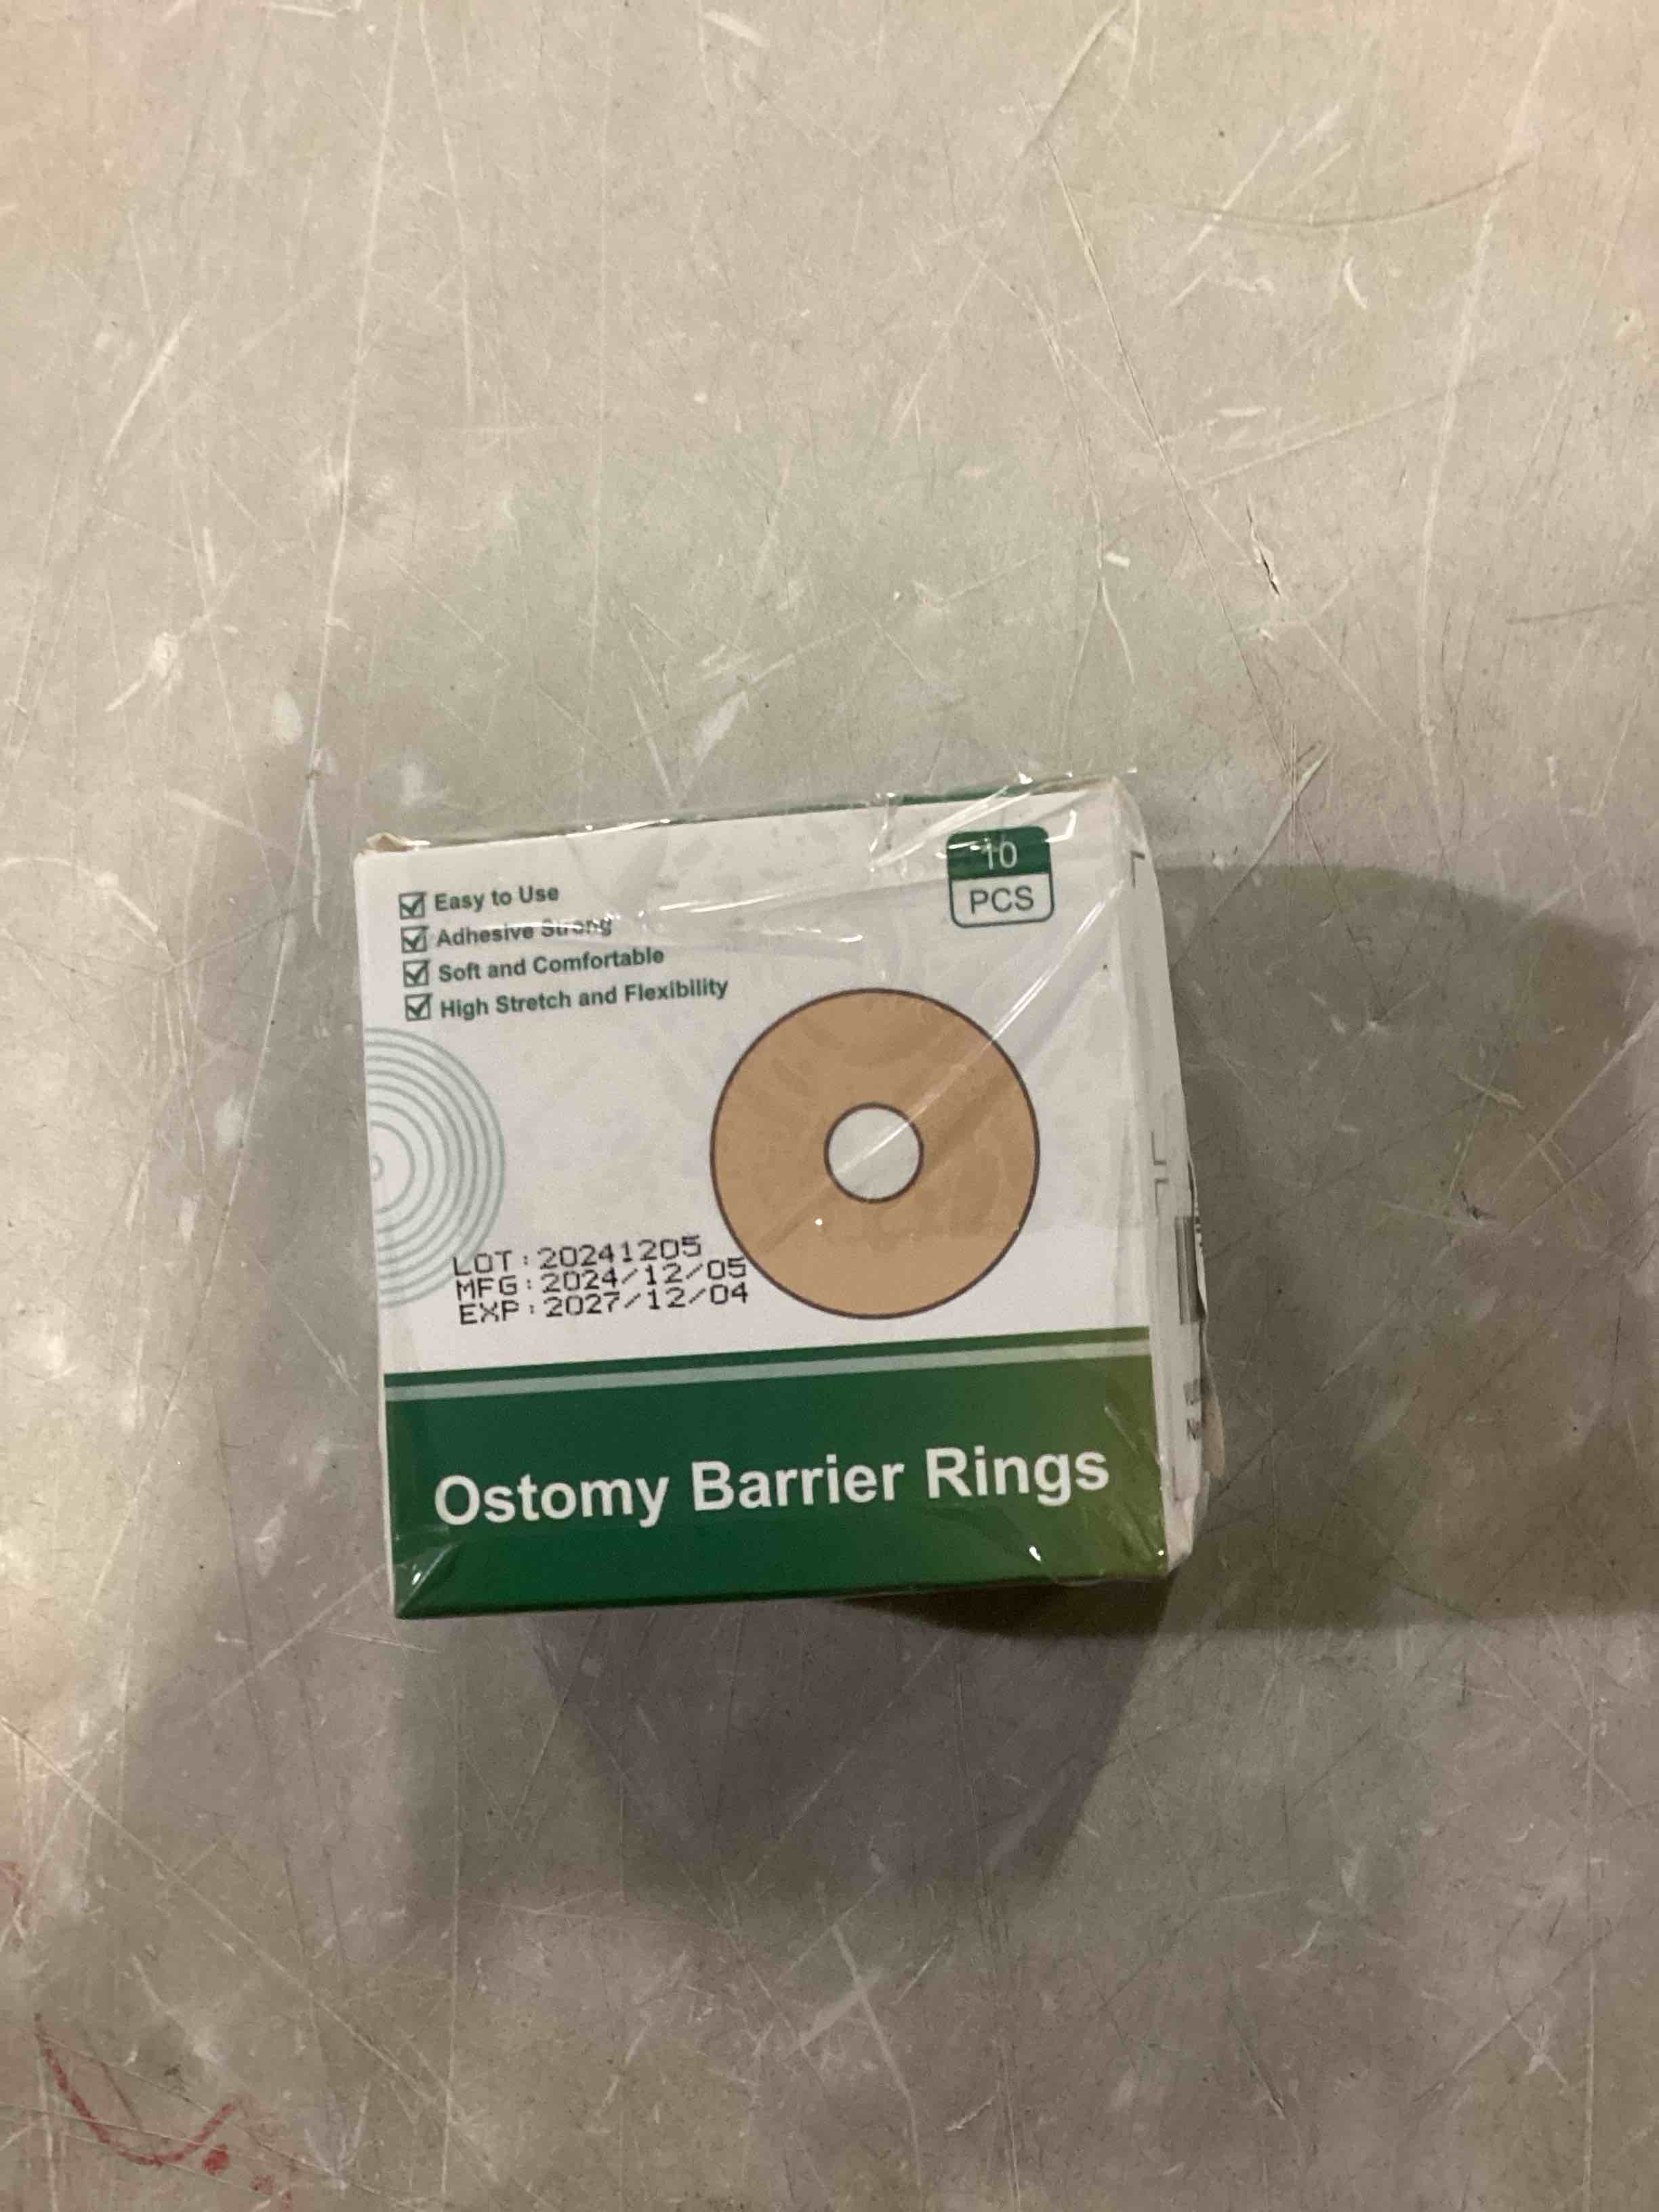 10
PCS
Easy to Use
Adhesive Strong
Soft and Comfortable
High Stretch and Flexibility
LOT:20241205
MFG:2024/12/05
EXP:2027/12/04
Ostomy Barrier Rings